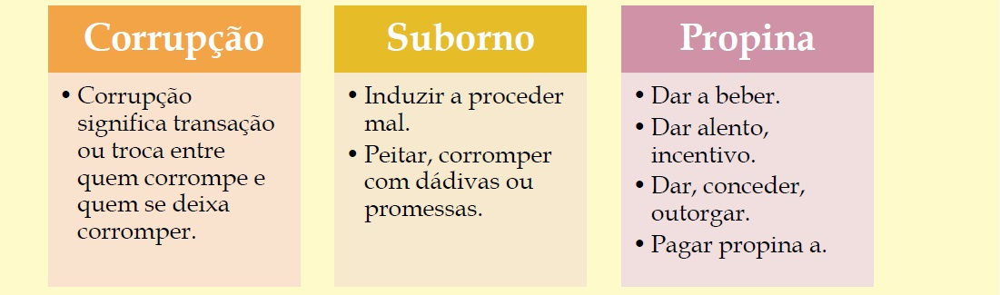 Corrupção
• Corrupção
significa transação
ou troca entre
quem corrompe e
quem se deixa
corromper.
Suborno
• Induzir a proceder
mal.
• Peitar, corromper
com dádivas ou
promessas.
Propina
• Dar a beber.
• Dar alento,
incentivo.
• Dar, conceder,
outorgar.
• Pagar propina a.